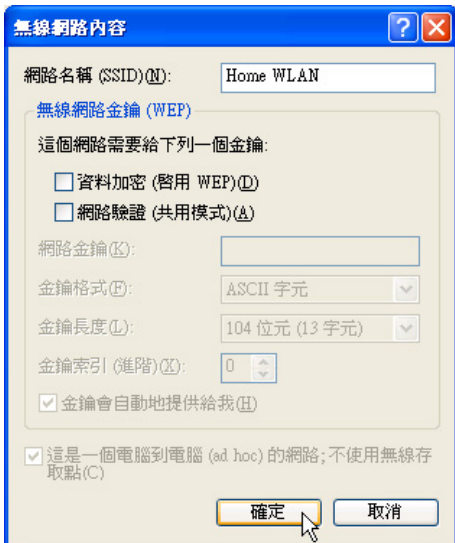 無線網路內容
網路名稱 (SSID)(N):
Home WLAN
無線網路金鑰 (WEP)
這個網路需要給下列一個金鑰:
資料加密 (啓用 WEP)(D)
網路驗證 (共用模式)(A)
網路金鑰(K):
金鑰格式(F):
ASCII 字元
金鑰長度(L):
104 位元 (13 字元)
金鑰索引 (進階)(X):
0
金鑰會自動地提供給我(H)
這是一個電腦到電腦 (ad hoc) 的網路;不使用無線存
取點(C)
確定
取消